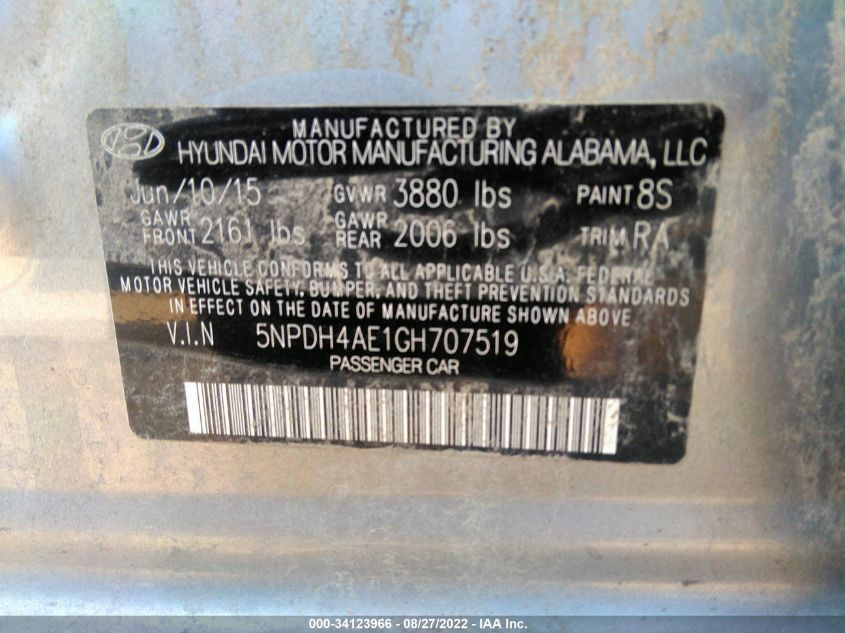 MANUFACTURED BY
HYUNDAI MOTOR MANUFACTURING ALABAMA, LLC
Jun/10/15 GVWR 3880 lbs PAINT 8S
GAWR FRONT 2161 lbs GAWR REAR 2006 lbs TRIM RA
THIS VEHICLE CONFORMS TO ALL APPLICABLE U.S.A. FEDERAL
MOTOR VEHICLE SAFETY, BUMPER, AND THEFT PREVENTION STANDARDS
IN EFFECT ON THE DATE OF MANUFACTURE SHOWN ABOVE.
V.I.N 5NPDH4AE1GH707519
PASSENGER CAR
000-34123966 - 08/27/2022 - IAA Inc.